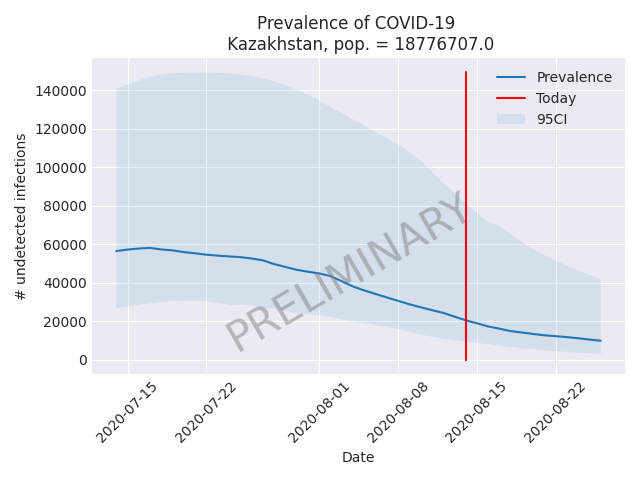 Prevalence of COVID-19
Kazakhstan, pop. = 18776707.0
Prevalence
Today
95CI
140000
120000
100000
80000
60000
40000
20000
0
# undetected infections
PRELIMINARY
2020-07-15
2020-07-22
2020-08-01
2020-08-08
2020-08-15
2020-08-22
Date